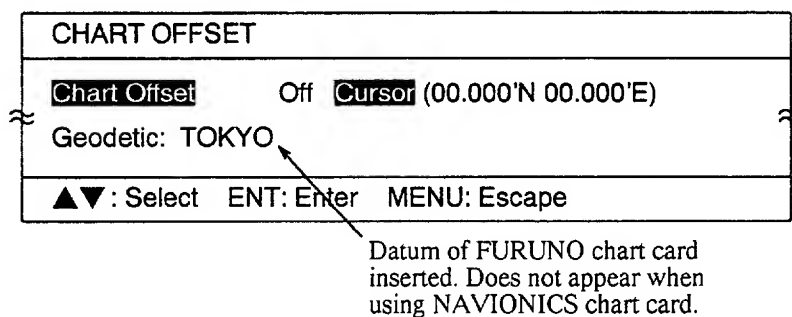 CHART OFFSET
Chart Offset Off Cursor (00.000'N 00.000'E)
Geodetic: TOKYO
▲▼: Select ENT: Enter MENU: Escape
Datum of FURUNO chart card
inserted. Does not appear when
using NAVIONICS chart card.